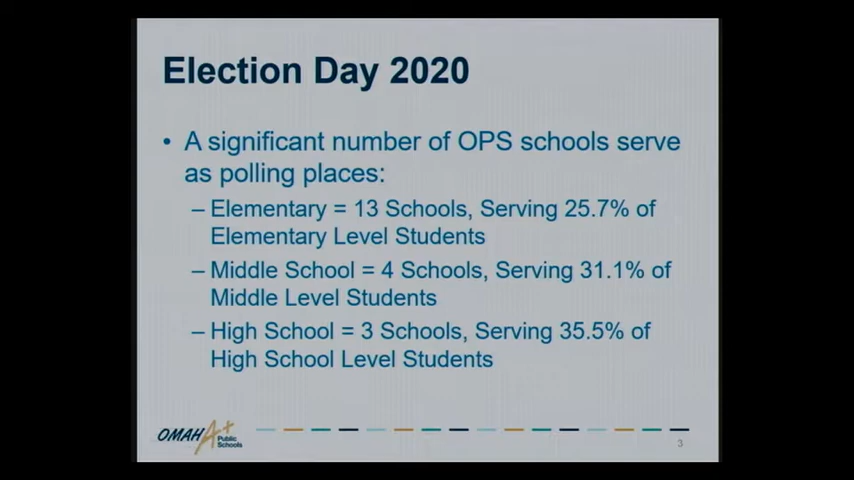 Election Day 2020
• A significant number of OPS schools serve
as polling places:
– Elementary = 13 Schools, Serving 25.7% of
Elementary Level Students
– Middle School = 4 Schools, Serving 31.1% of
Middle Level Students
– High School = 3 Schools, Serving 35.5% of
High School Level Students
OMAHA+
Public
Schools
3